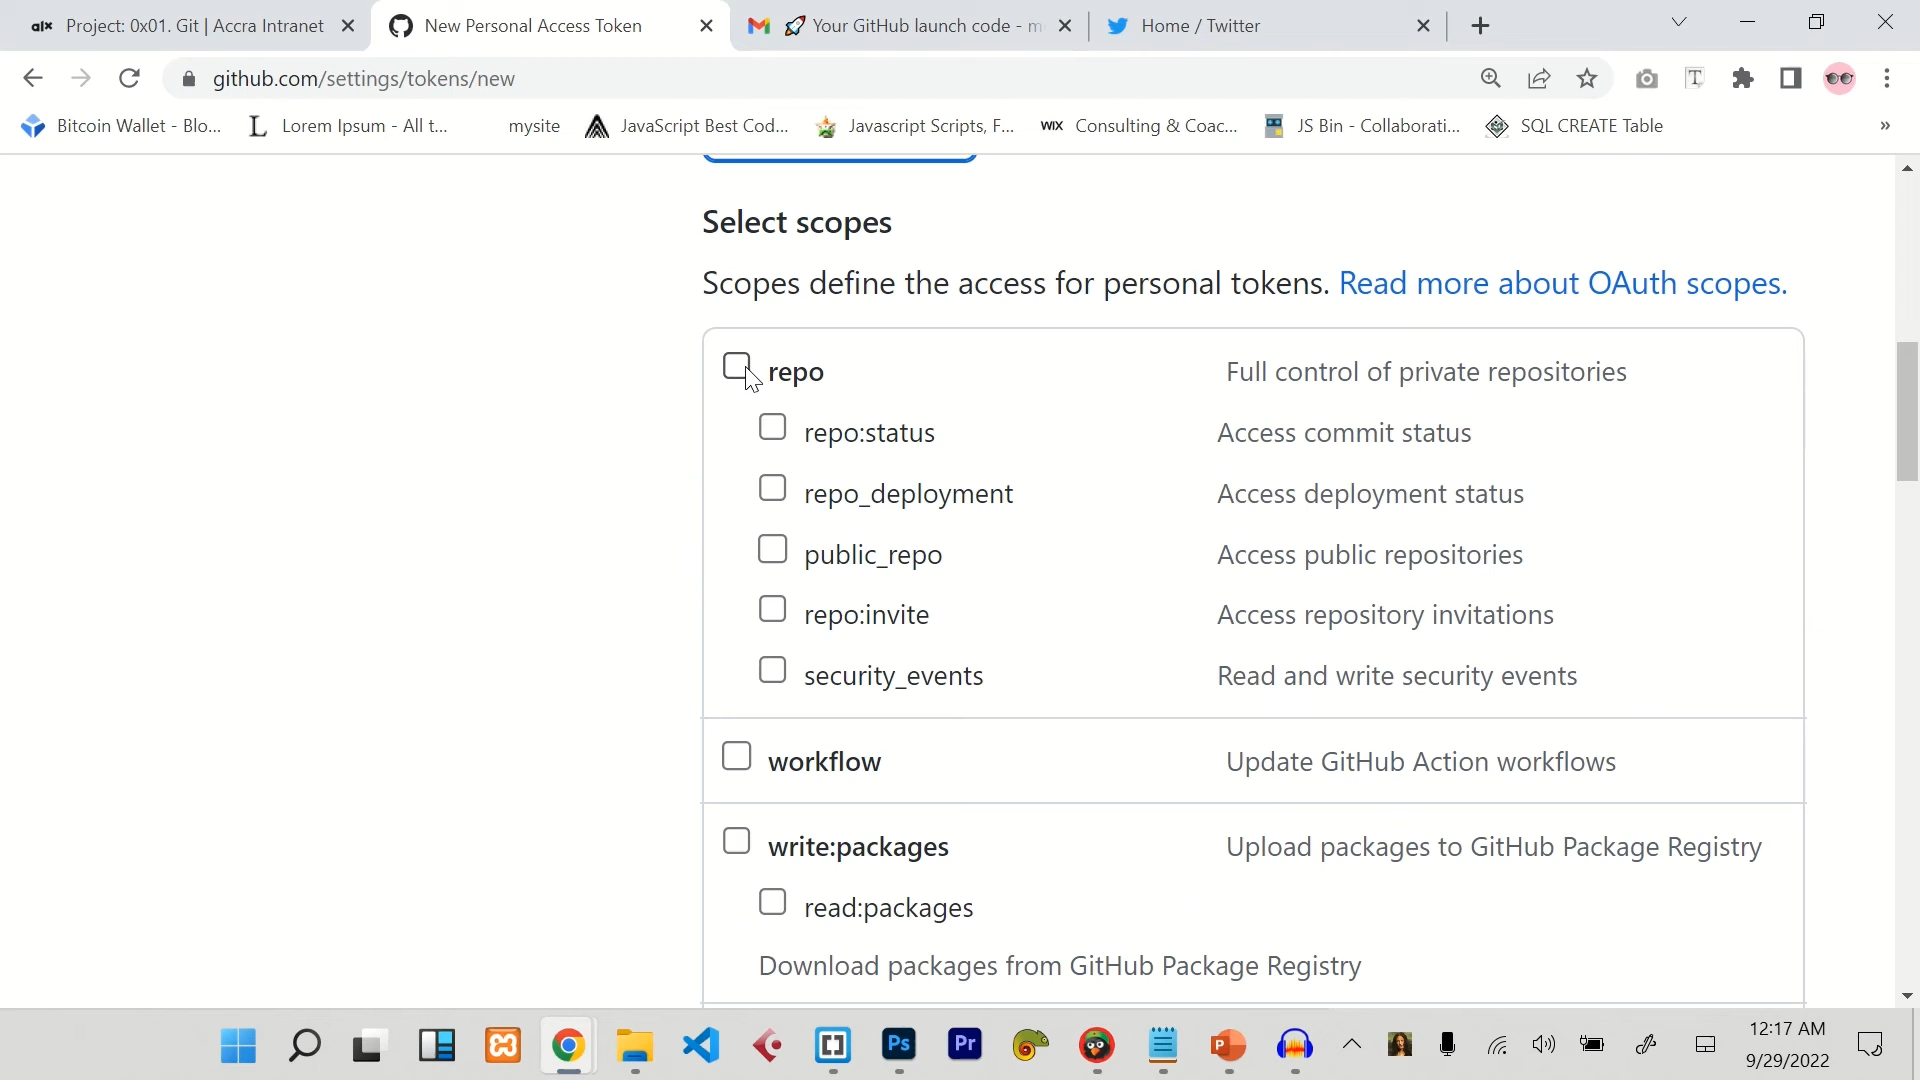 alx Project: 0x01. Git | Accra Intranet
New Personal Access Token
Your GitHub launch code - m
Home / Twitter
github.com/settings/tokens/new
Bitcoin Wallet - Blo...
L Lorem Ipsum - All t...
mysite
JavaScript Best Cod...
Javascript Scripts, F...
WIX Consulting & Coac...
JS Bin - Collaborati...
SQL CREATE Table
»
Select scopes
Scopes define the access for personal tokens. Read more about OAuth scopes.
repo Full control of private repositories
repo:status Access commit status
repo_deployment Access deployment status
public_repo Access public repositories
repo:invite Access repository invitations
security_events Read and write security events
workflow Update GitHub Action workflows
write:packages Upload packages to GitHub Package Registry
read:packages
Download packages from GitHub Package Registry
Ps
Pr
P
12:17 AM
9/29/2022